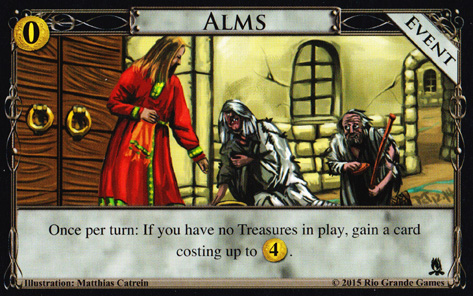 0
ALMS
EVENT
Once per turn: If you have no Treasures in play, gain a card
costing up to 4.
Illustration: Matthias Catrein
© 2015 Rio Grande Games